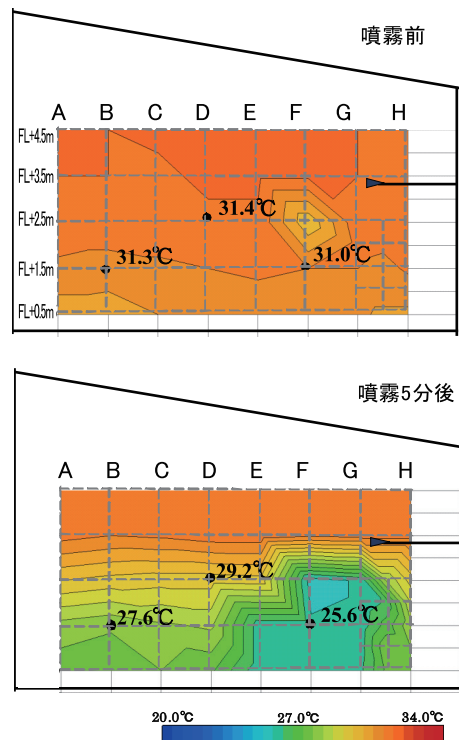 噴霧前
A B C D E F G H
FL+4.5m
FL+3.5m
FL+2.5m
FL+1.5m
FL+0.5m
31.4℃
31.3℃
31.0℃
噴霧5分後
A B C D E F G H
29.2℃
27.6℃
25.6℃
20.0℃ 27.0℃ 34.0℃